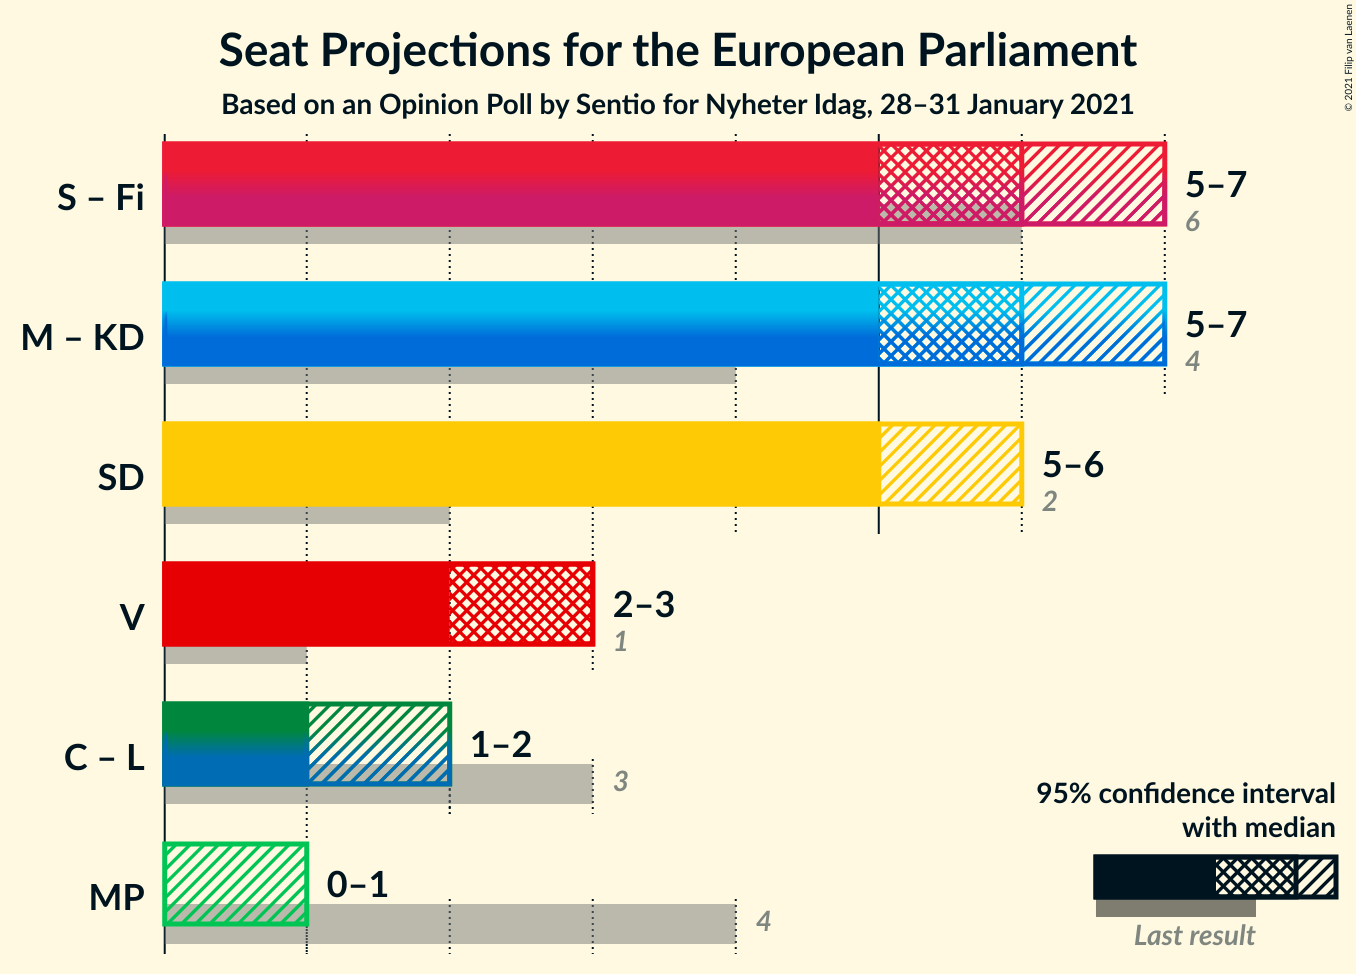 Seat Projections for the European Parliament
Based on an Opinion Poll by Sentio for Nyheter Idag, 28–31 January 2021
© 2021 Filip van Laenen
S – Fi
5–7
6
M – KD
5–7
4
SD
5–6
2
V
2–3
1
C – L
1–2
3
MP
0–1
4
95% confidence interval
with median
Last result